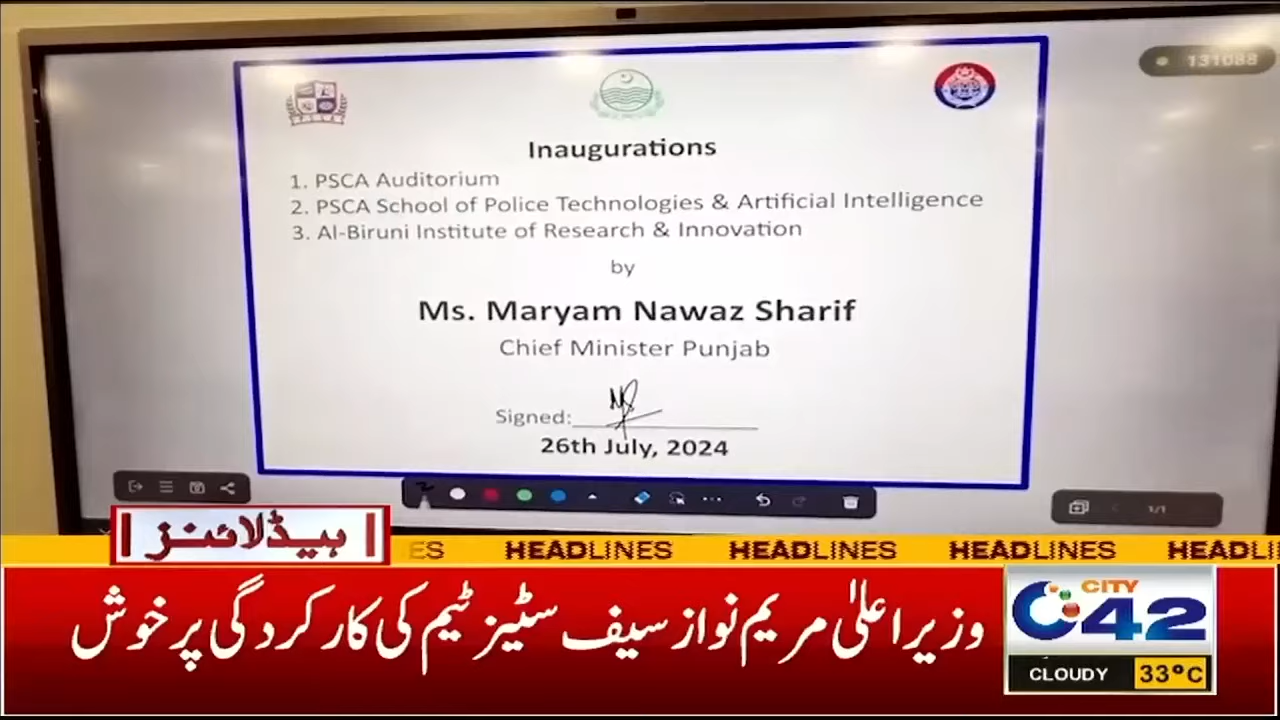 131088
Inaugurations
1. PSCA Auditorium
2. PSCA School of Police Technologies & Artificial Intelligence
3. Al-Biruni Institute of Research & Innovation
by
Ms. Maryam Nawaz Sharif
Chief Minister Punjab
Signed:
26th July, 2024
1/1
ہیڈلائنز
ES HEADLINES HEADLINES HEADLINES HEADLI
وزیراعلیٰ مریم نواز سیف سٹیز ٹیم کی کارکردگی پر خوش
CITY
42
CLOUDY 33°C